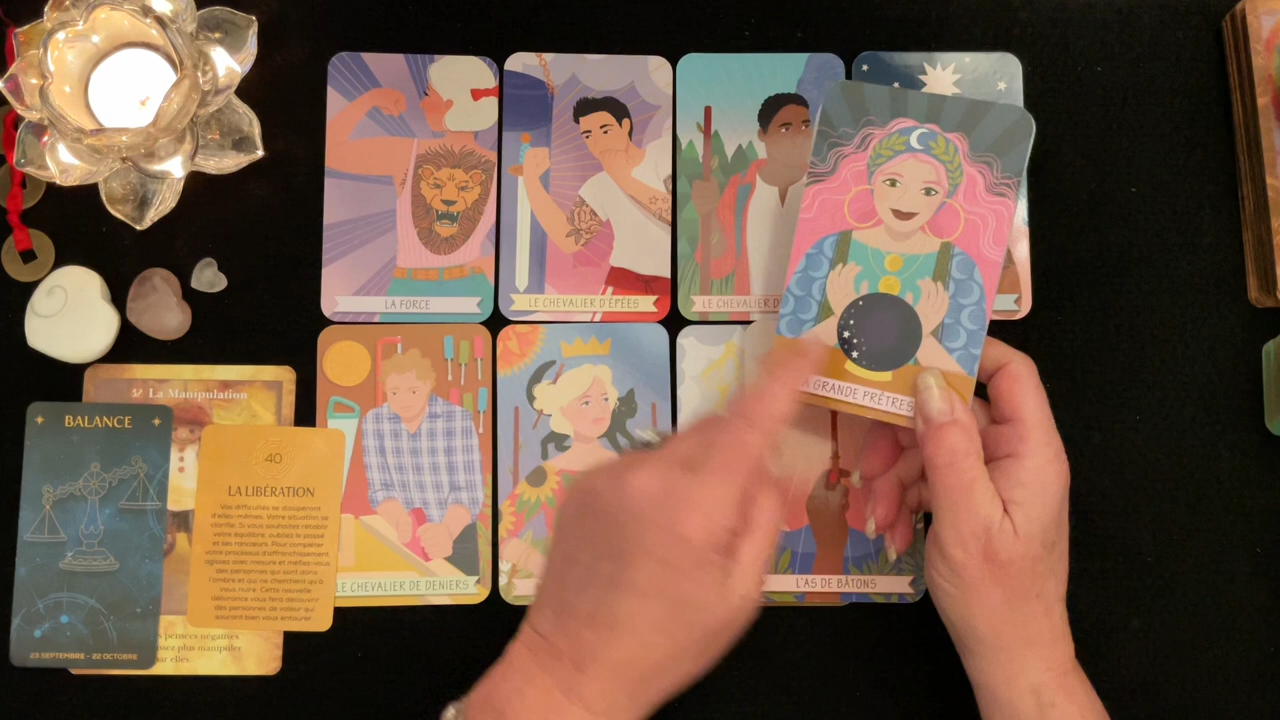 LA FORCE
LE CHEVALIER D'ÉPÉES
LE CHEVALIER D
A GRANDE PRÊTRES
LE CHEVALIER DE DENIERS
L'AS DE BÂTONS
La Manipulation
s pensées négatives
ssez plus manipuler
par elles.
BALANCE
23 SEPTEMBRE - 22 OCTOBRE
40
LA LIBÉRATION
Vos difficultés se dissiperont
d'elles-mêmes. Votre situation se
clarifie. Si vous souhaitez rétablir
votre équilibre, oubliez le passé
et ses rancœurs. Pour compléter
votre processus d'affranchissement,
agissez avec mesure et méfiez-vous
des personnes qui sont dans
l'ombre et qui ne cherchent qu'à
vous nuire. Cette nouvelle
délivrance vous fera découvrir
des personnes de valeur qui
sauront bien vous entourer.